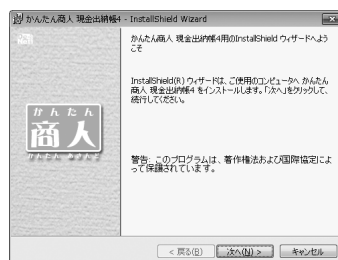 かんたん商人 現金出納帳4 - InstallShield Wizard
かんたん商人 現金出納帳4用のInstallShield ウィザードへよう
こそ
InstallShield(R) ウィザードは、ご使用のコンピュータへ かんたん
商人 現金出納帳4 をインストールします。「次へ」をクリックして、
続行してください。
かんたん
商人
かんたん あきんど
警告: このプログラムは、著作権法および国際協定によ
って保護されています。
< 戻る(B)
次へ(N) >
キャンセル